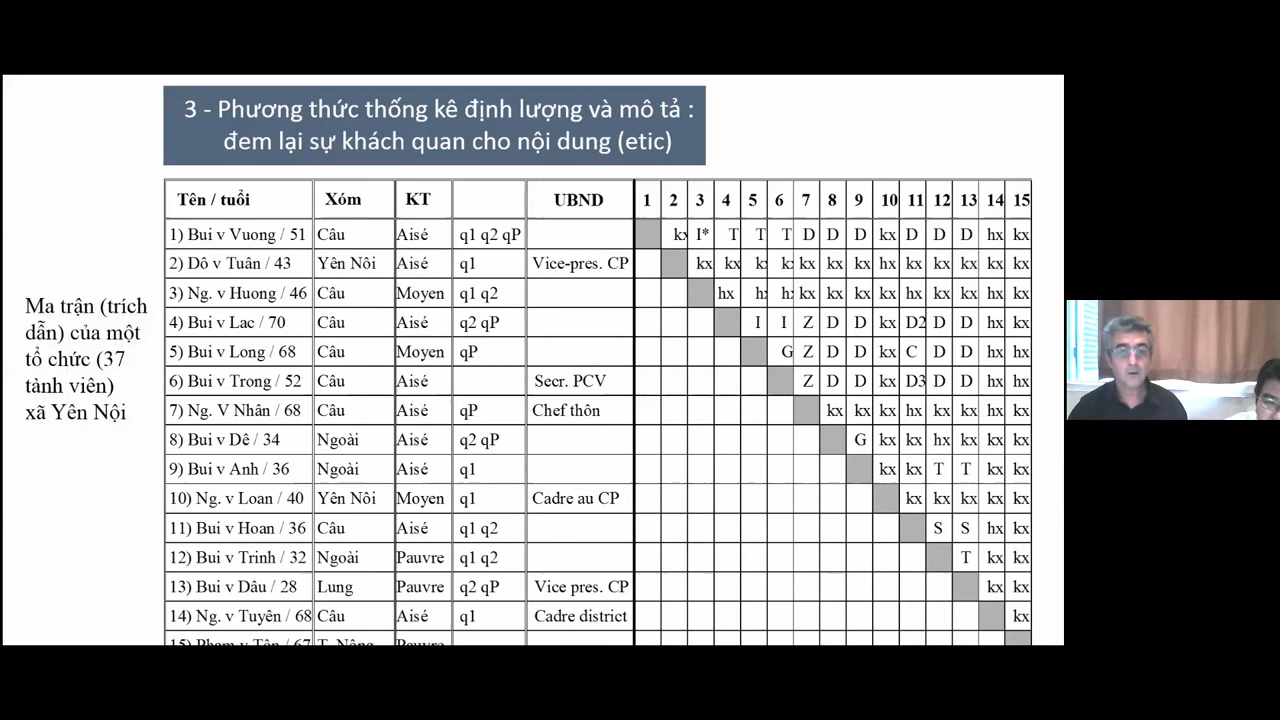 3 - Phương thức thống kê định lượng và mô tả :
đem lại sự khách quan cho nội dung (etic)
Ma trận (trích
dẫn) của một
tổ chức (37
tành viên)
xã Yên Nội
Tên / tuổi Xóm KT UBND 1 2 3 4 5 6 7 8 9 10 11 12 13 14 15
1) Bui v Vuong / 51 Câu Aisé q1 q2 qP kx I* T T T D D D kx D D D hx kx
2) Dô v Tuân / 43 Yên Nôi Aisé q1 Vice-pres. CP kx kx kx kx kx kx kx hx kx kx kx kx kx
3) Ng. v Huong / 46 Câu Moyen q1 q2 hx hx hx kx kx kx kx hx kx kx hx kx
4) Bui v Lac / 70 Câu Aisé q2 qP I I Z D D kx D2 D D hx kx
5) Bui v Long / 68 Câu Moyen qP G Z D D kx C D D hx hx
6) Bui v Trong / 52 Câu Aisé Secr. PCV Z D D kx D3 D D hx hx
7) Ng. V Nhân / 68 Câu Aisé qP Chef thôn kx kx kx hx kx kx hx kx
8) Bui v Dê / 34 Ngoài Aisé q2 qP G kx kx hx kx kx kx
9) Bui v Anh / 36 Ngoài Aisé q1 kx kx T T kx kx
10) Ng. v Loan / 40 Yên Nôi Moyen q1 Cadre au CP kx kx kx kx kx
11) Bui v Hoan / 36 Câu Aisé q1 q2 S S hx kx
12) Bui v Trinh / 32 Ngoài Pauvre q1 q2 T kx kx
13) Bui v Dâu / 28 Lung Pauvre q2 qP Vice pres. CP kx kx
14) Ng. v Tuyên / 68 Câu Aisé q1 Cadre district kx
15) Pham v Tôn / 67 T. Nông Pauvre